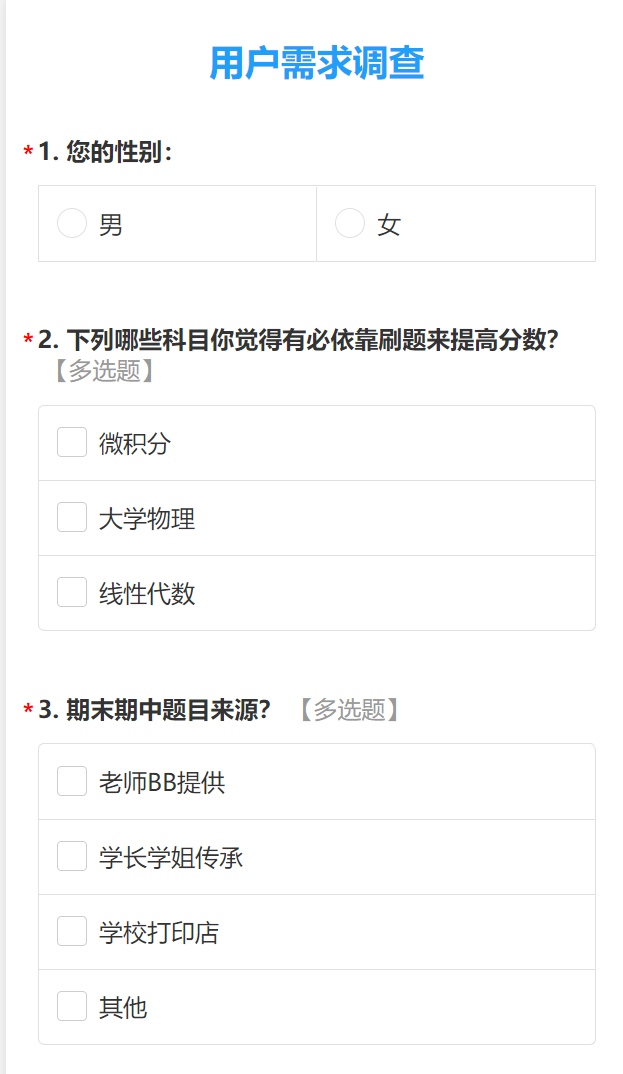 用户需求调查
*1. 您的性别：
男
女
*2. 下列哪些科目你觉得有必依靠刷题来提高分数？
【多选题】
微积分
大学物理
线性代数
*3. 期末期中题目来源？ 【多选题】
老师BB提供
学长学姐传承
学校打印店
其他